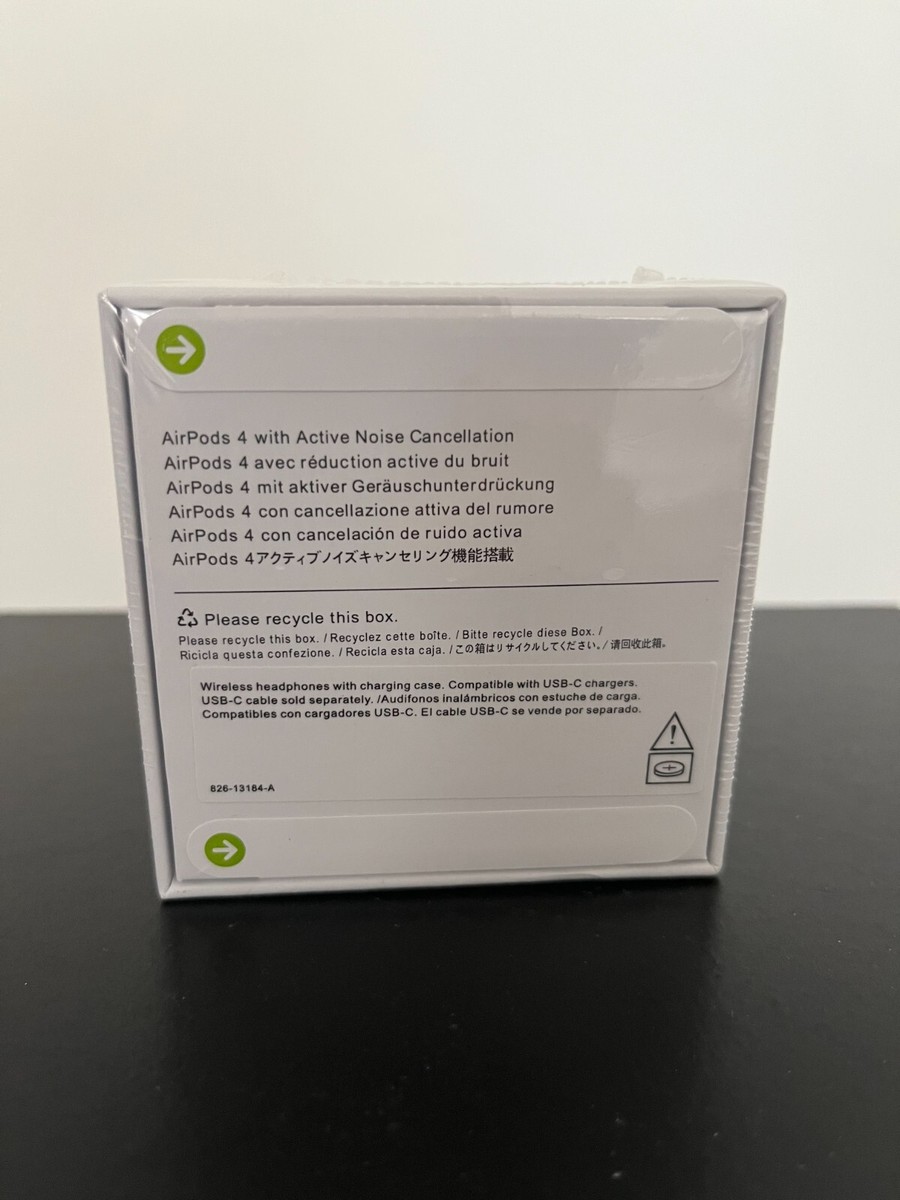 AirPods 4 with Active Noise Cancellation
AirPods 4 avec réduction active du bruit
AirPods 4 mit aktiver Geräuschunterdrückung
AirPods 4 con cancellazione attiva del rumore
AirPods 4 con cancelación de ruido activa
AirPods 4アクティブノイズキャンセリング機能搭載
Please recycle this box.
Please recycle this box. / Recyclez cette boîte. / Bitte recycle diese Box. /
Ricicla questa confezione. / Recicla esta caja. / この箱はリサイクルしてください。/ 请回收此箱。
Wireless headphones with charging case. Compatible with USB-C chargers.
USB-C cable sold separately. /Audífonos inalámbricos con estuche de carga.
Compatibles con cargadores USB-C. El cable USB-C se vende por separado.
826-13184-A